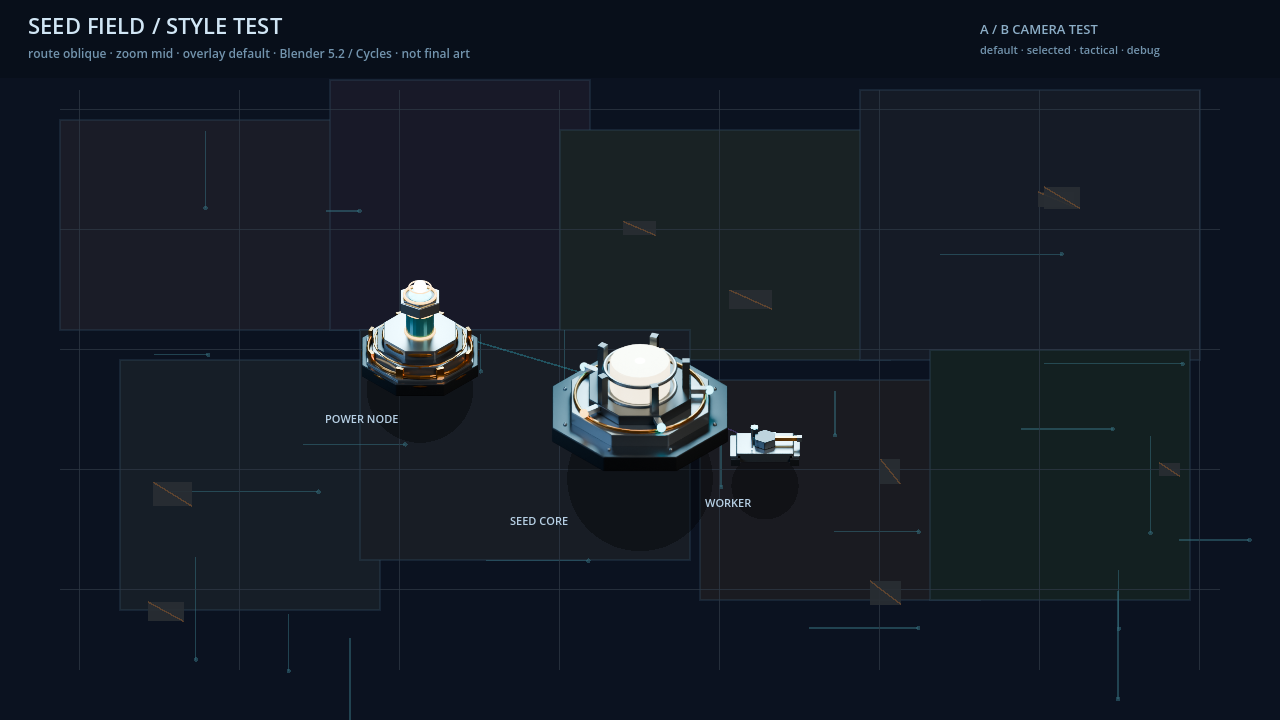 SEED FIELD / STYLE TEST
route oblique · zoom mid · overlay default · Blender 5.2 / Cycles · not final art
A / B CAMERA TEST
default · selected · tactical · debug
POWER NODE
SEED CORE
WORKER